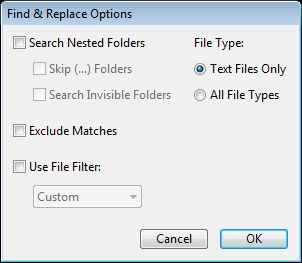 Find & Replace Options
Search Nested Folders
Skip (...) Folders
Search Invisible Folders
Exclude Matches
Use File Filter:
Custom
File Type:
Text Files Only
All File Types
Cancel
OK